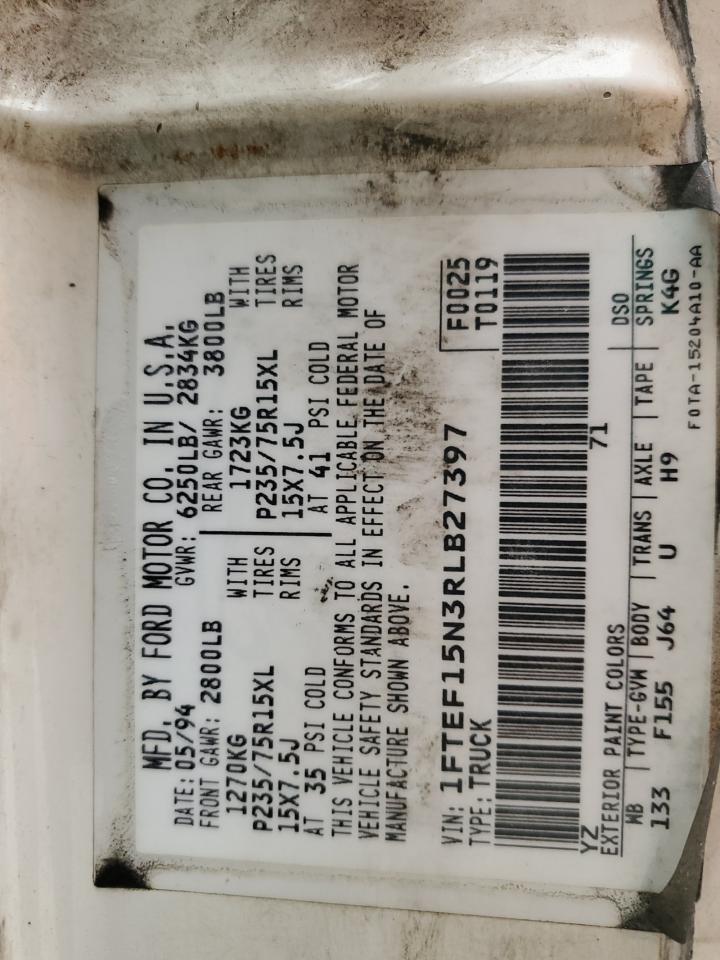 MFD. BY FORD MOTOR CO. IN U.S.A.
DATE: 05/94 GVWR: 6250LB/ 2834KG
FRONT GAWR: 2800LB REAR GAWR: 3800LB
1270KG WITH 1723KG WITH
P235/75R15XL TIRES P235/75R15XL TIRES
15X7.5J RIMS 15X7.5J RIMS
AT 35 PSI COLD AT 41 PSI COLD
THIS VEHICLE CONFORMS TO ALL APPLICABLE FEDERAL MOTOR
VEHICLE SAFETY STANDARDS IN EFFECT ON THE DATE OF
MANUFACTURE SHOWN ABOVE.
F0025
VIN: 1FTEF15N3RLB27397
TYPE: TRUCK T0119
YZ 71
EXTERIOR PAINT COLORS DSO
WB TYPE-GVW BODY TRANS AXLE TAPE SPRINGS
133 F155 J64 U H9 K4G
F0TA-15204A10-AA